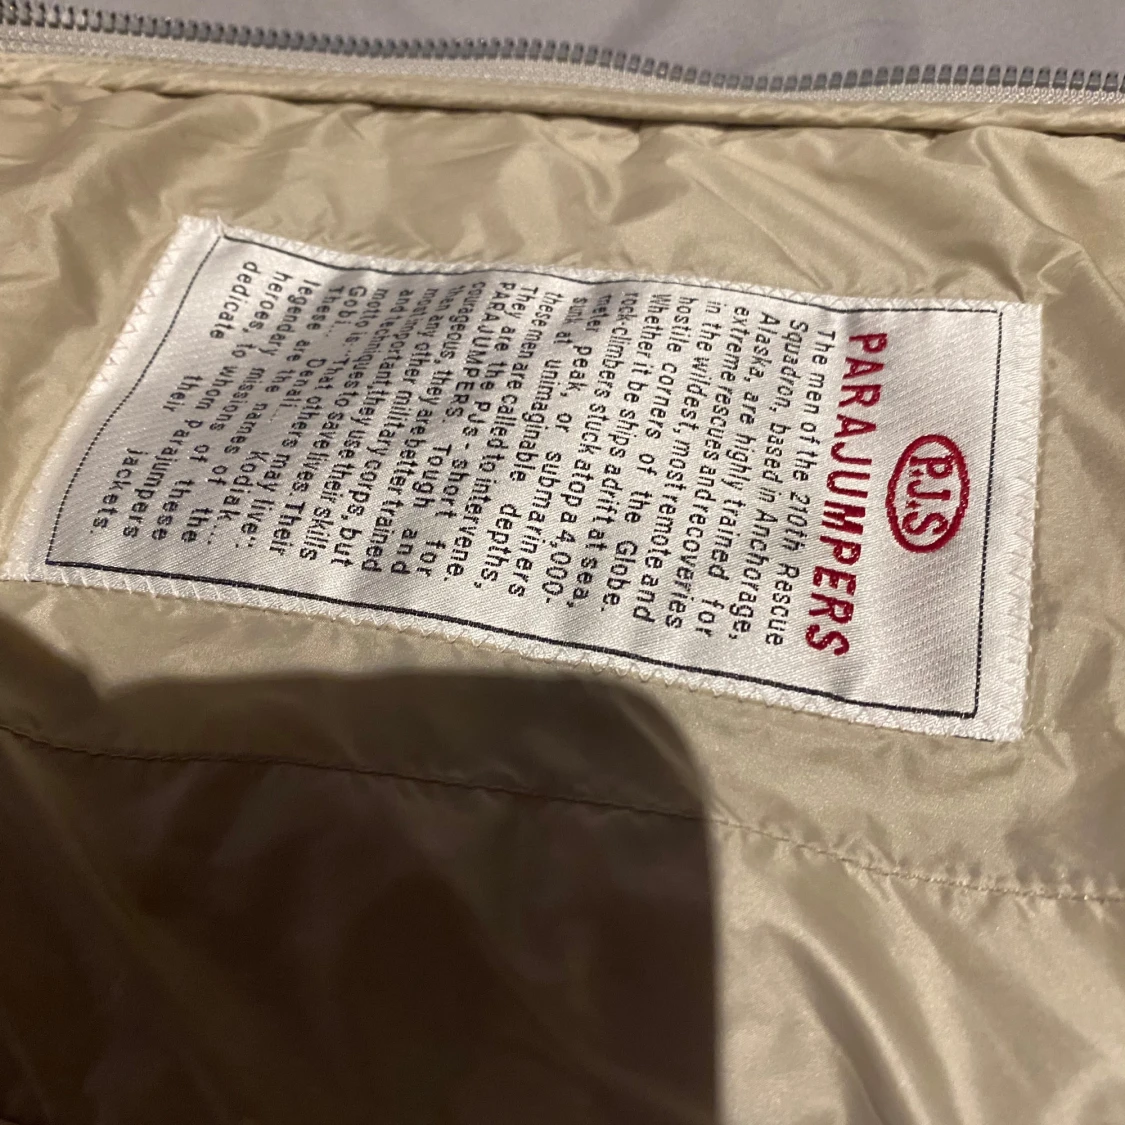 P.J.S
PARAJUMPERS
The men of the 210th Rescue
Squadron, based in Anchorage,
Alaska, are highly trained for
extreme rescues and recoveries
in the wildest, most remote and
hostile corners of the Globe.
Whether it be ships adrift at sea,
rock-climbers stuck atop a 4,000-
meter peak, or submariners
sunk at unimaginable depths,
these men are called to intervene.
They are the PJS - short for
PARAJUMPERS. Tough and
courageous, they are better trained
than any other military corps, but
most important, they use their skills
and techniques to save lives. Their
motto is "That others may live".
Gobi... Denali... Kodiak...
These are the names of the
legendary missions of these
heroes, to whom Parajumpers
dedicate their jackets.